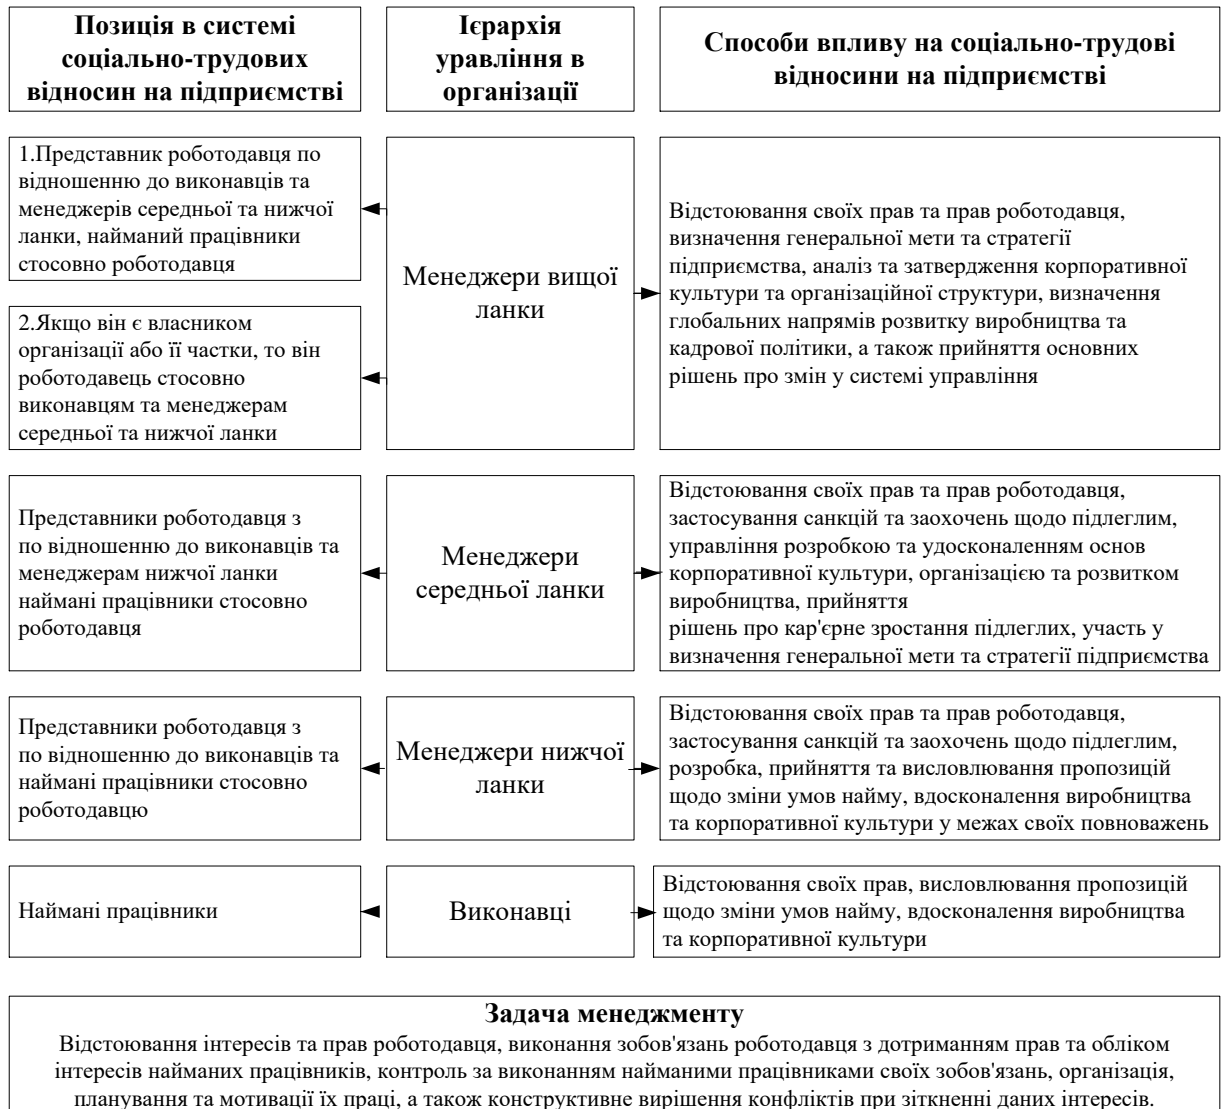 Позиція в системі
соціально-трудових
відносин на підприємстві
Ієрархія
уравління в
організації
Способи впливу на соціально-трудові
відносини на підприємстві
1.Представник роботодавця по
відношенню до виконавців та
менеджерів середньої та нижчої
ланки, найманий працівники
стосовно роботодавця
2.Якщо він є власником
організації або її частки, то він
роботодавець стосовно
виконавцям та менеджерам
середньої та нижчої ланки
Менеджери вищої
ланки
Відстоювання своїх прав та прав роботодавця,
визначення генеральної мети та стратегії
підприємства, аналіз та затвердження корпоративної
культури та організаційної структури, визначення
глобальних напрямів розвитку виробництва та
кадрової політики, а також прийняття основних
рішень про змін у системі управління
Представники роботодавця з
по відношенню до виконавців та
менеджерам нижчої ланки
наймані працівники стосовно
роботодавця
Менеджери
середньої ланки
Відстоювання своїх прав та прав роботодавця,
застосування санкцій та заохочень щодо підлеглим,
управління розробкою та удосконаленням основ
корпоративної культури, організацією та розвитком
виробництва, прийняття
рішень про кар'єрне зростання підлеглих, участь у
визначення генеральної мети та стратегії підприємства
Представники роботодавця з
по відношенню до виконавців та
наймані працівники стосовно
роботодавцю
Менеджери нижчої
ланки
Відстоювання своїх прав та прав роботодавця,
застосування санкцій та заохочень щодо підлеглим,
розробка, прийняття та висловлювання пропозицій
щодо зміни умов найму, вдосконалення виробництва
та корпоративної культури у межах своїх повноважень
Наймані працівники
Виконавці
Відстоювання своїх прав, висловлювання пропозицій
щодо зміни умов найму, вдосконалення виробництва
та корпоративної культури
Задача менеджменту
Відстоювання інтересів та прав роботодавця, виконання зобов'язань роботодавця з дотриманням прав та обліком
інтересів найманих працівників, контроль за виконанням найманими працівниками своїх зобов'язань, організація,
планування та мотивації їх праці, а також конструктивне вирішення конфліктів при зіткненні даних інтересів.